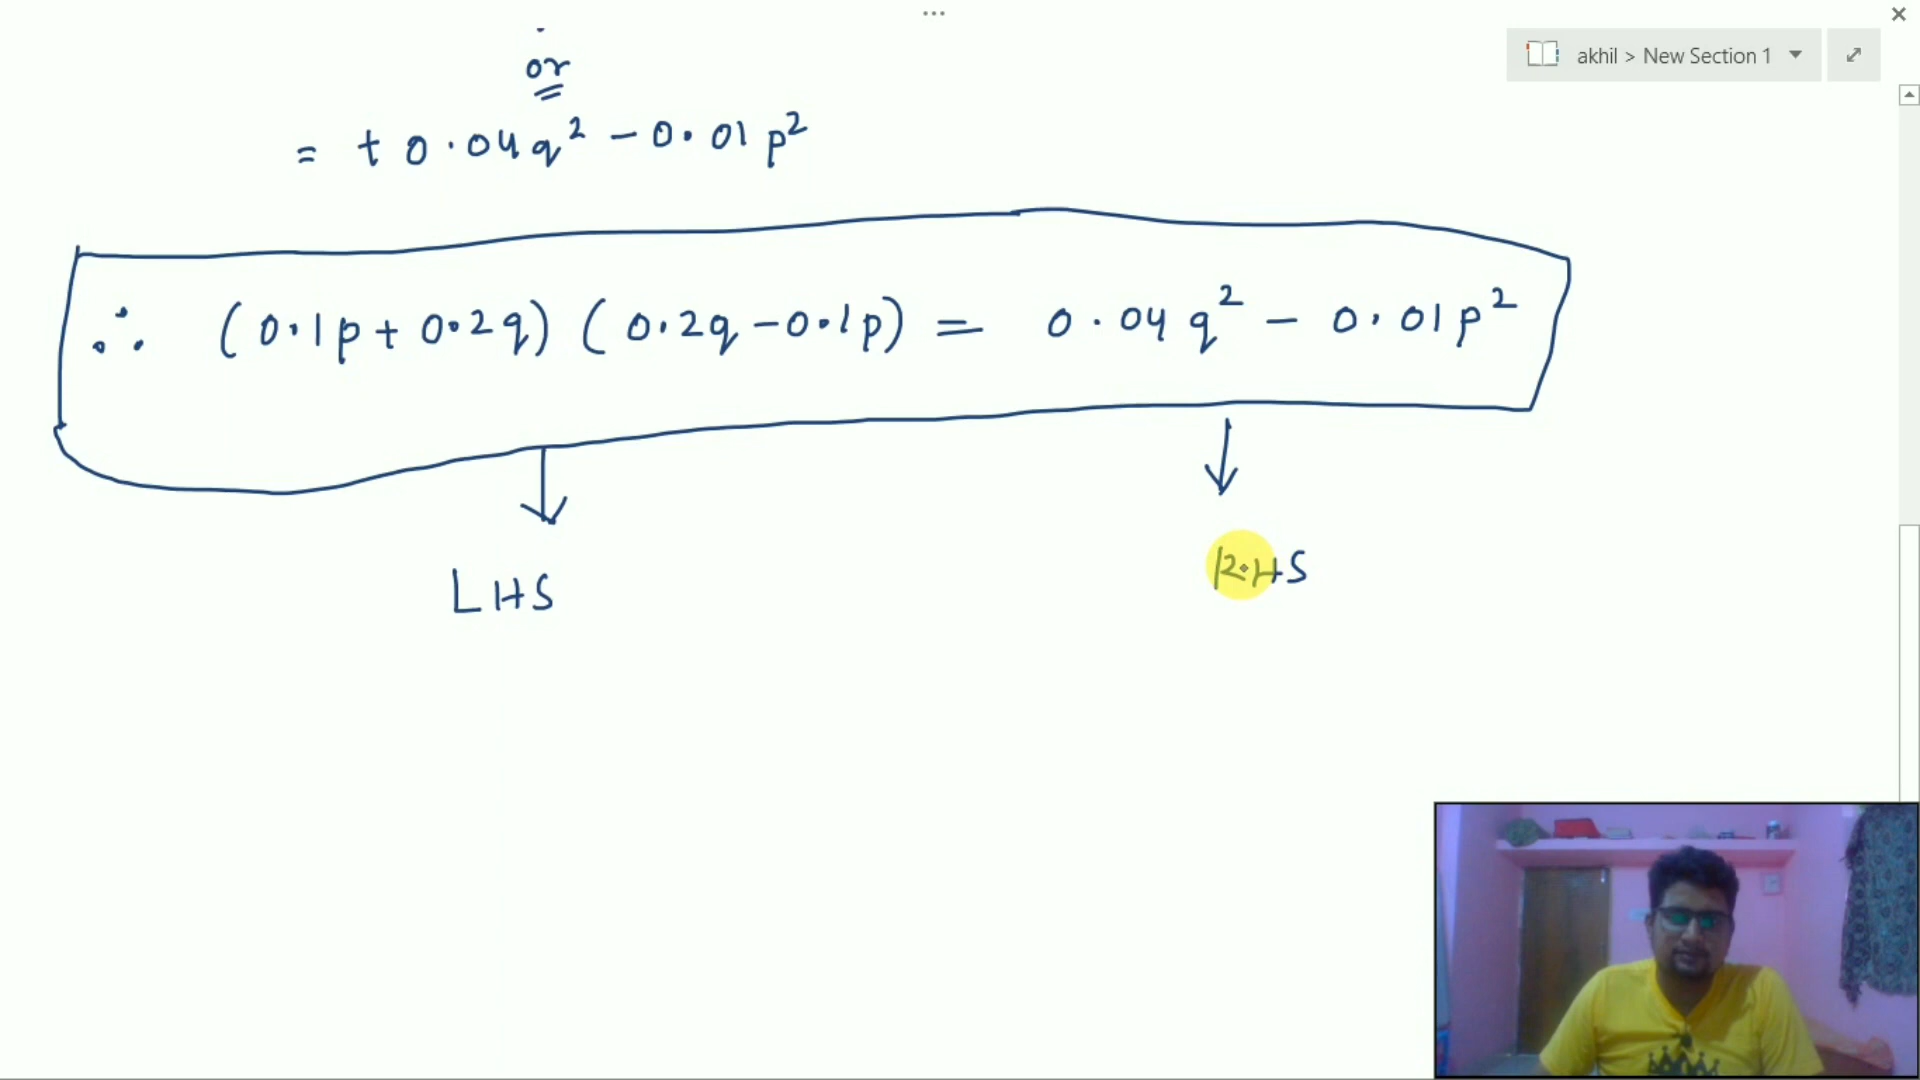 ...
akhil > New Section 1
or
= + 0.04q² - 0.01p²
∴ (0.1p + 0.2q) (0.2q - 0.1p) = 0.04q² - 0.01p²
LHS
R.HS